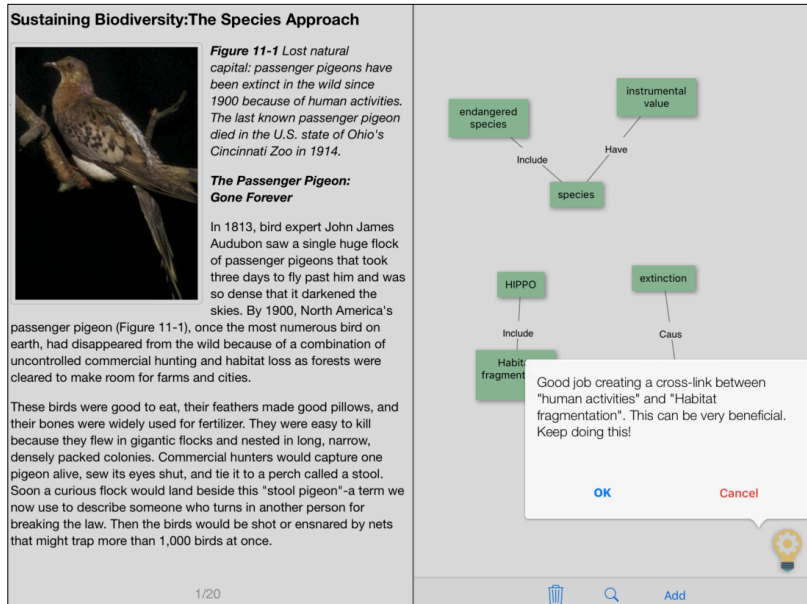 Sustaining Biodiversity:The Species Approach
Figure 11-1 Lost natural
capital: passenger pigeons have
been extinct in the wild since
1900 because of human activities.
The last known passenger pigeon
died in the U.S. state of Ohio's
Cincinnati Zoo in 1914.
The Passenger Pigeon:
Gone Forever
In 1813, bird expert John James
Audubon saw a single huge flock
of passenger pigeons that took
three days to fly past him and was
so dense that it darkened the
skies. By 1900, North America's
passenger pigeon (Figure 11-1), once the most numerous bird on
earth, had disappeared from the wild because of a combination of
uncontrolled commercial hunting and habitat loss as forests were
cleared to make room for farms and cities.
These birds were good to eat, their feathers made good pillows, and
their bones were widely used for fertilizer. They were easy to kill
because they flew in gigantic flocks and nested in long, narrow,
densely packed colonies. Commercial hunters would capture one
pigeon alive, sew its eyes shut, and tie it to a perch called a stool.
Soon a curious flock would land beside this "stool pigeon"-a term we
now use to describe someone who turns in another person for
breaking the law. Then the birds would be shot or ensnared by nets
that might trap more than 1,000 birds at once.
1/20
endangered
species
instrumental
value
Include
Have
species
HIPPO
extinction
Include
Caus
Habit
fragment
Good job creating a cross-link between
"human activities" and "Habitat
fragmentation". This can be very beneficial.
Keep doing this!
OK
Cancel
Add